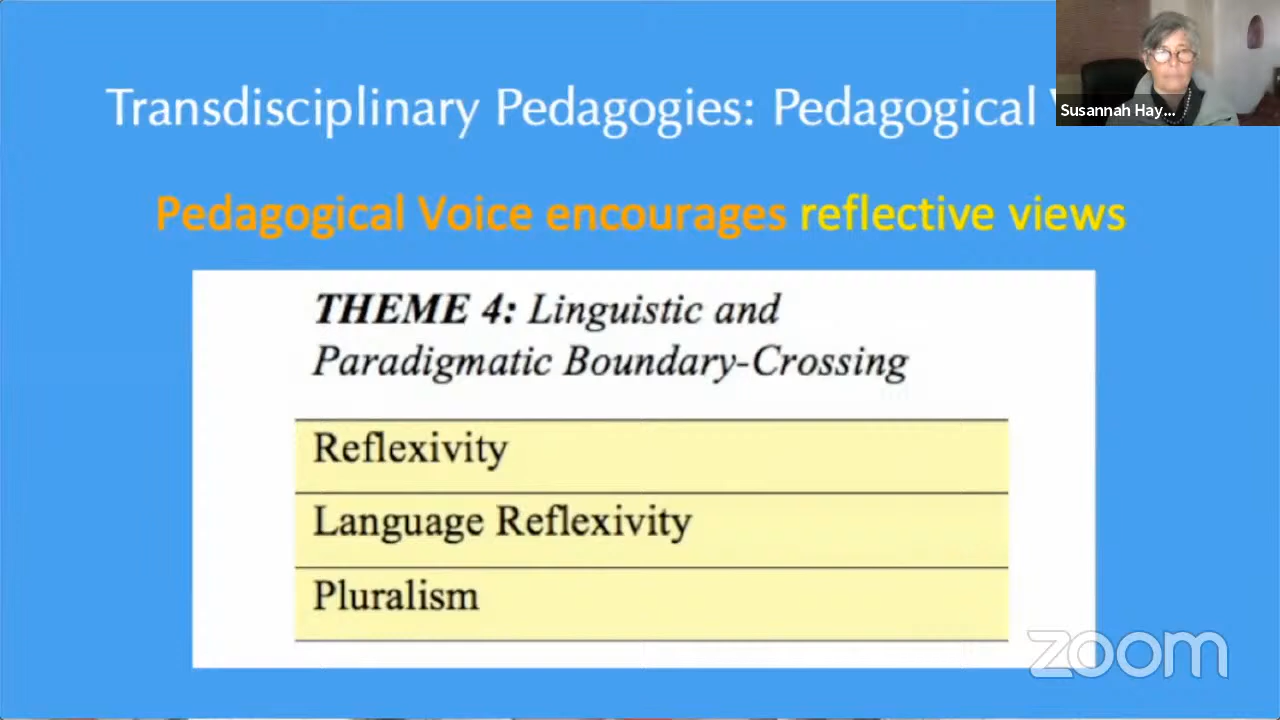 Transdisciplinary Pedagogies: Pedagogical
Susannah Hay...
Pedagogical Voice encourages reflective views
THEME 4: Linguistic and
Paradigmatic Boundary-Crossing
Reflexivity
Language Reflexivity
Pluralism
zoom